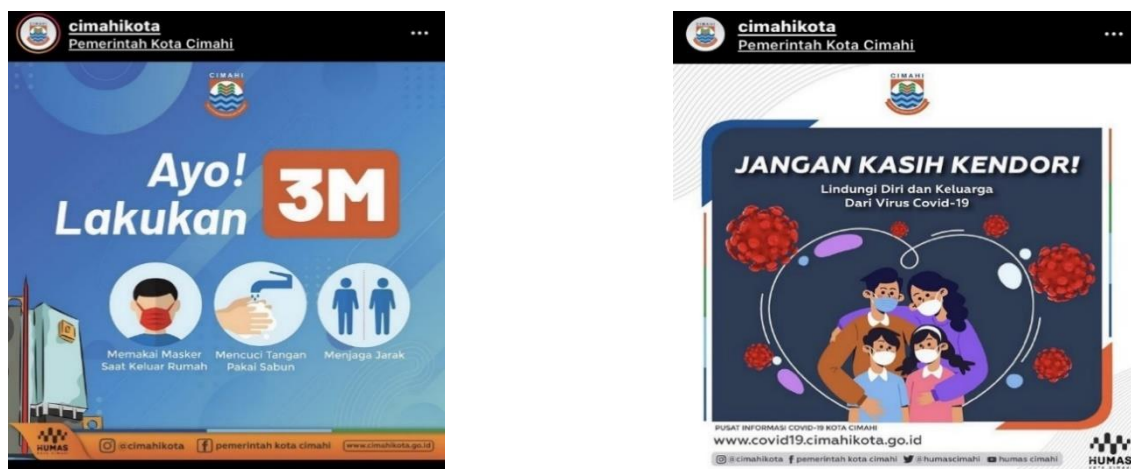 cimahikota
Pemerintah Kota Cimahi
CIMAHI
Ayo!
Lakukan
3M
Memakai Masker
Saat Keluar Rumah
Mencuci Tangan
Pakai Sabun
Menjaga Jarak
HUMAS
@cimahikota
pemerintah kota cimahi
www.cimahikota.go.id
cimahikota
Pemerintah Kota Cimahi
CIMAHI
JANGAN KASIH KENDOR!
Lindungi Diri dan Keluarga
Dari Virus Covid-19
PUSAT INFORMASI COVID-19 KOTA CIMAHI
www.covid19.cimahikota.go.id
@cimahikota pemerintah kota cimahi @humascimahi humas cimahi
HUMAS
KOTA CIMAHI